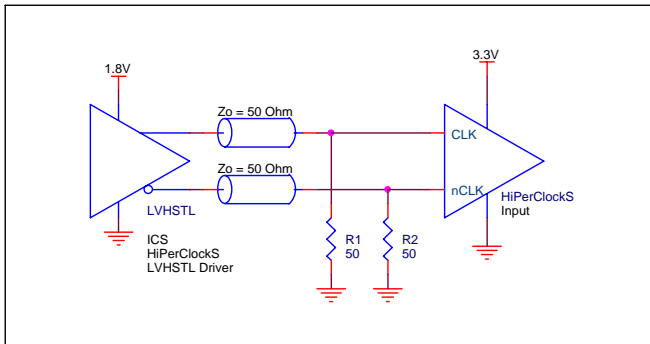 1.8V
3.3V
Zo = 50 Ohm
CLK
Zo = 50 Ohm
nCLK
HiPerClockS
Input
LVHSTL
ICS
HiPerClockS
LVHSTL Driver
R1
50
R2
50